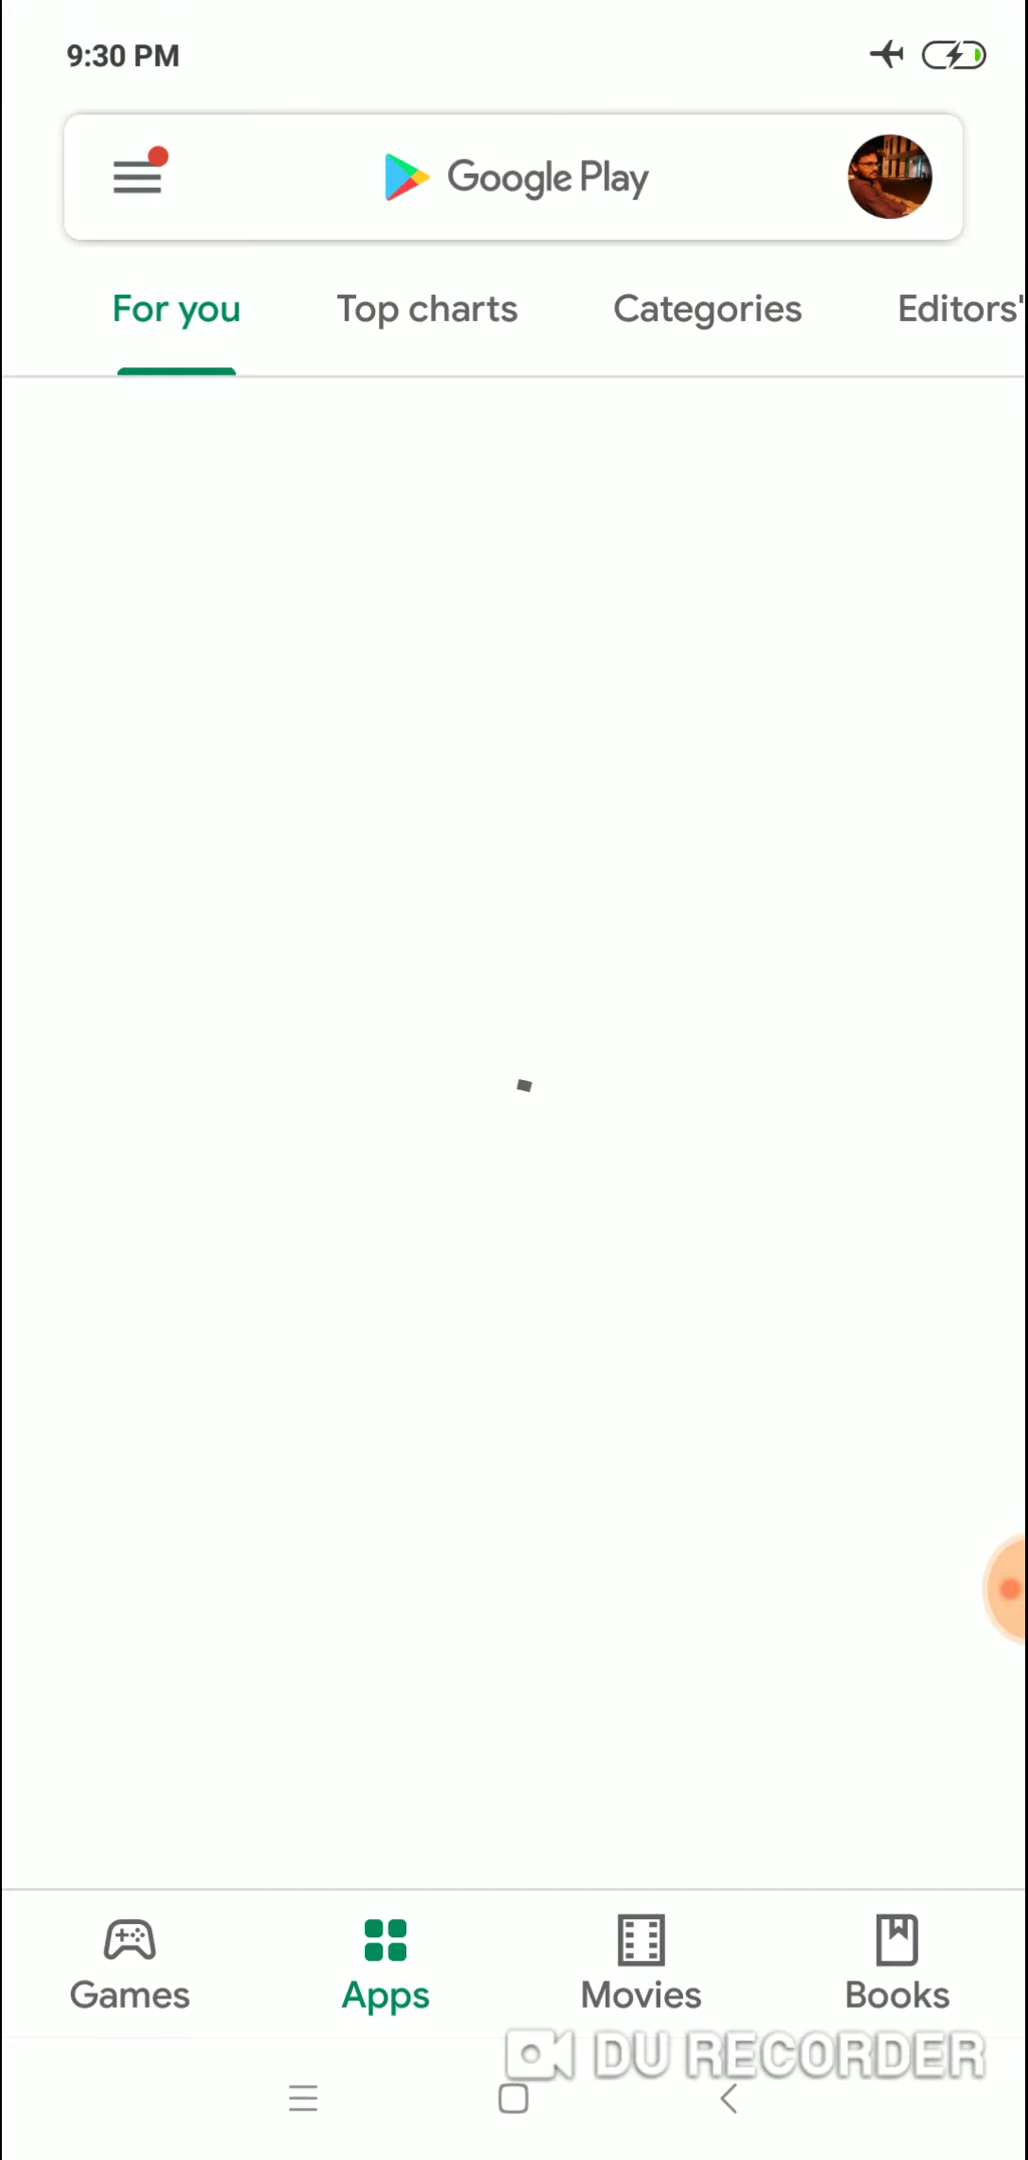 9:30 PM
Google Play
For you Top charts Categories Editors'
Games Apps Movies Books
DU RECORDER